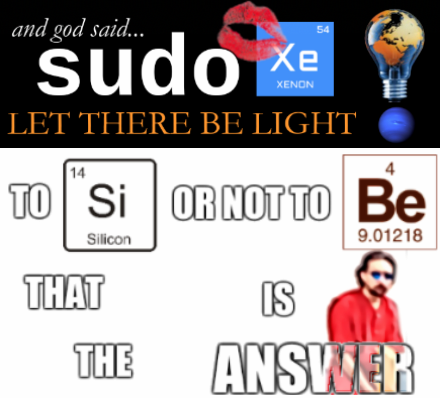 and god said...
sudo 54 Xe XENON
LET THERE BE LIGHT
TO 14 Si Silicon OR NOT TO 4 Be 9.01218
THAT IS
THE ANSWER